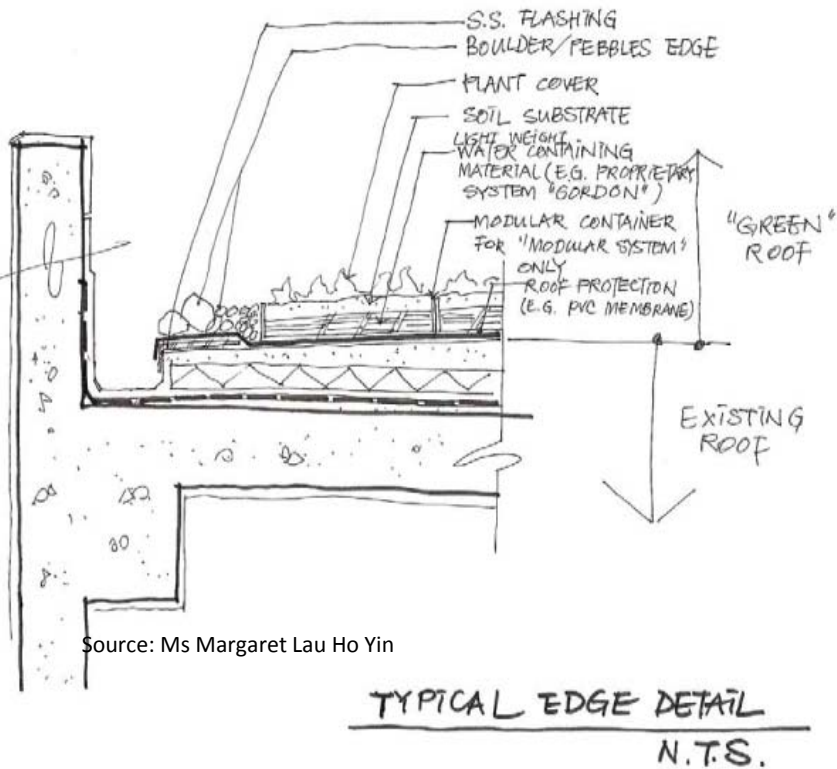 S.S. FLASHING
BOULDER/PEBBLES EDGE
PLANT COVER
SOIL SUBSTRATE
LIGHT WEIGHT
WATER CONTAINING
MATERIAL (E.G. PROPRIETARY
SYSTEM "GORDON")
MODULAR CONTAINER
FOR "MODULAR SYSTEM"
ONLY
ROOF PROTECTION
(E.G. PVC MEMBRANE)
"GREEN"
ROOF
EXISTING
ROOF
Source: Ms Margaret Lau Ho Yin
TYPICAL EDGE DETAIL
N.T.S.